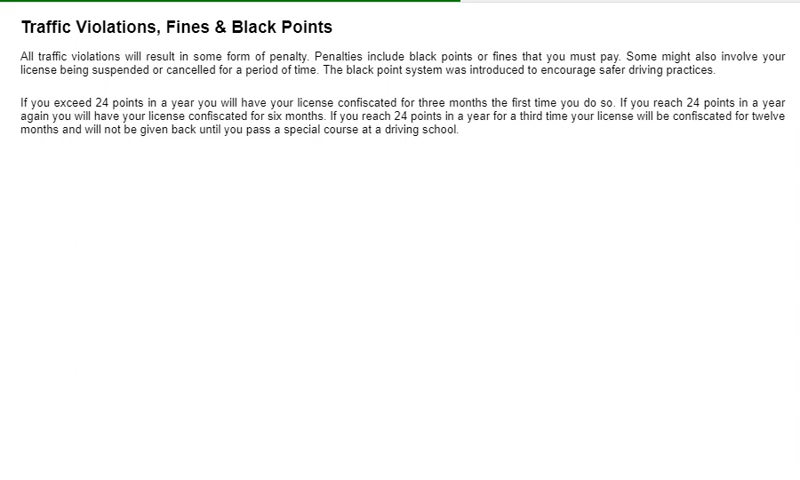 Traffic Violations, Fines & Black Points
All traffic violations will result in some form of penalty. Penalties include black points or fines that you must pay. Some might also involve your
license being suspended or cancelled for a period of time. The black point system was introduced to encourage safer driving practices.
If you exceed 24 points in a year you will have your license confiscated for three months the first time you do so. If you reach 24 points in a year
again you will have your license confiscated for six months. If you reach 24 points in a year for a third time your license will be confiscated for twelve
months and will not be given back until you pass a special course at a driving school.